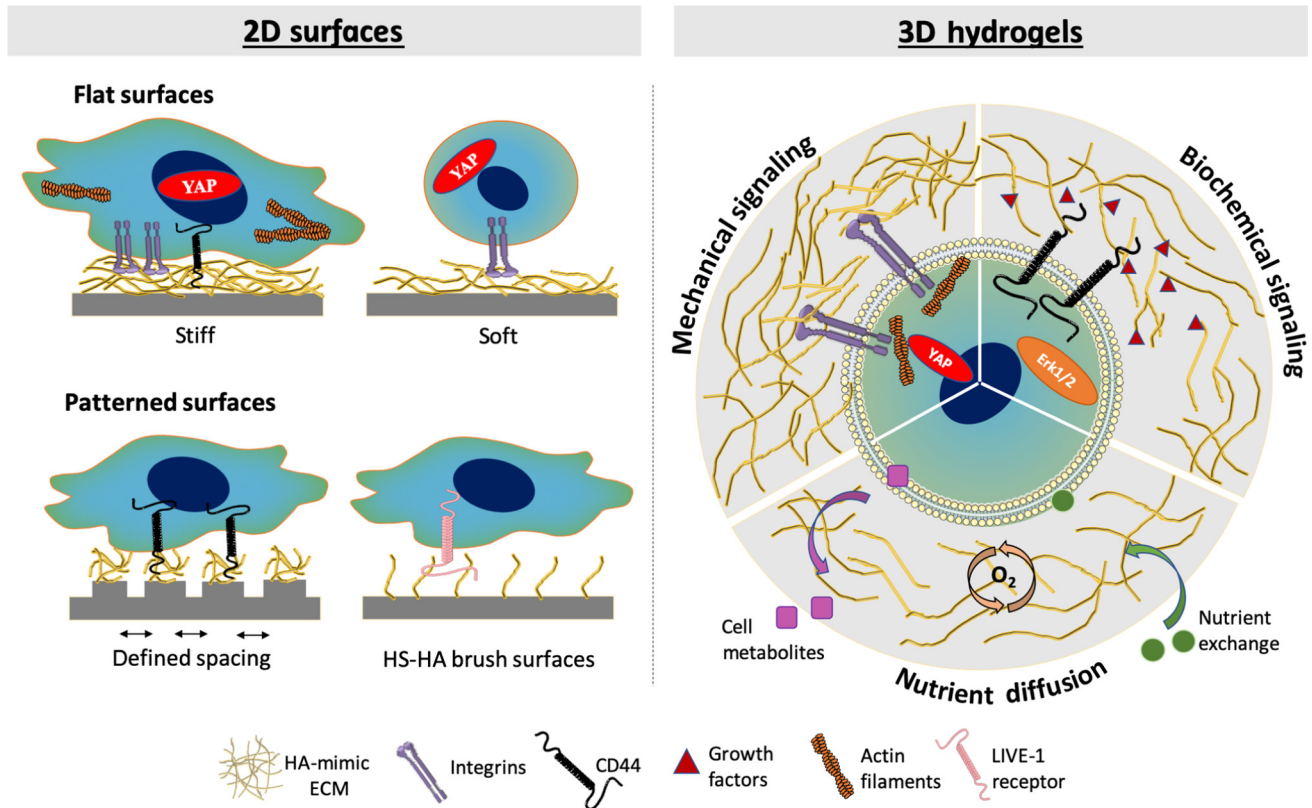 2D surfaces
Flat surfaces
YAP
YAP
Stiff
Soft
Patterned surfaces
Defined spacing
HS-HA brush surfaces
3D hydrogels
Mechanical signaling
Biochemical signaling
YAP
Erk1/2
O2
Cell
metabolites
Nutrient
exchange
Nutrient diffusion
HA-mimic
ECM
Integrins
CD44
Growth
factors
Actin
filaments
LIVE-1
receptor